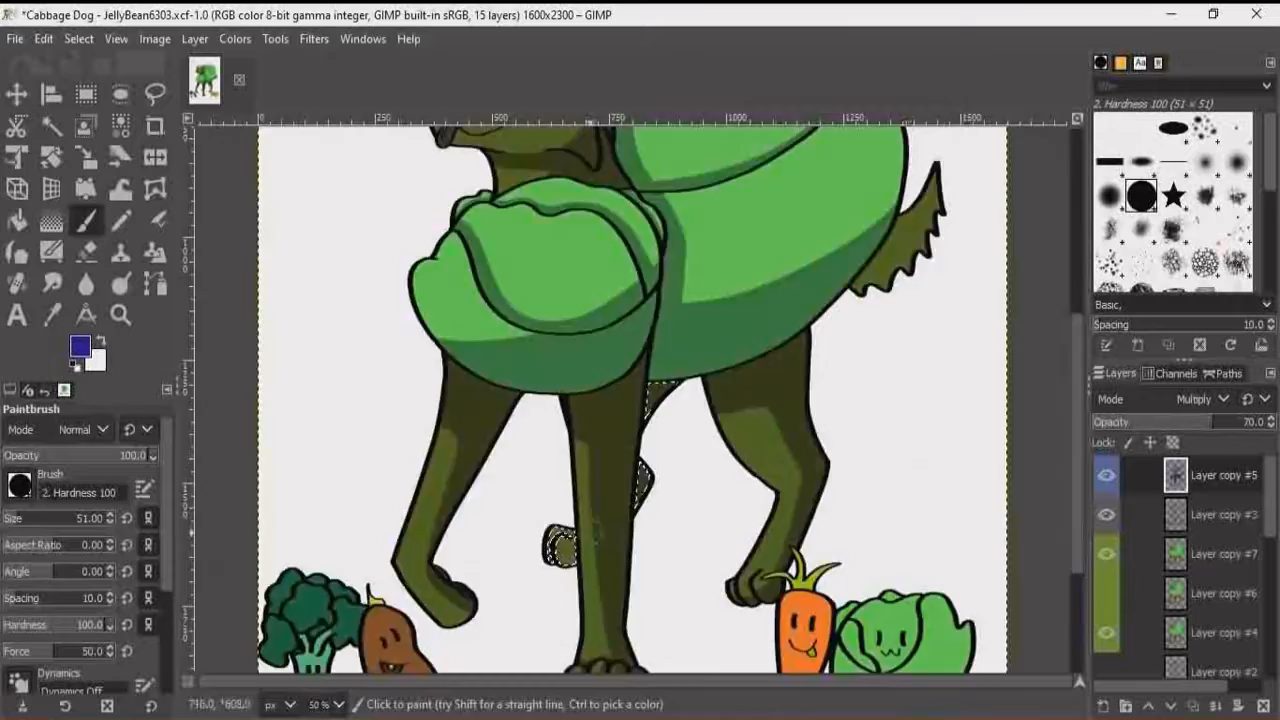 *Cabbage Dog - JellyBean6303.xcf-1.0 (RGB color 8-bit gamma integer, GIMP built-in sRGB, 15 layers) 1600x2300 – GIMP
File Edit Select View Image Layer Colors Tools Filters Windows Help
2. Hardness 100 (51 × 51)
0 250 500 750 1000 1250 1500
Basic,
Spacing 10.0
Layers Channels Paths
Paintbrush
Mode Normal
Mode Multiply
Opacity 100.0
Opacity 70.0
Lock:
Brush
2. Hardness 100
Layer copy #5
Size 51.00
Layer copy #3
Aspect Ratio 0.00
Layer copy #7
Angle 0.00
Spacing 10.0
Layer copy #6
Hardness 100.0
Layer copy #4
Force 50.0
Dynamics
Layer copy #2
Dynamics Off
px 50 % Click to paint (try Shift for a straight line, Ctrl to pick a color)